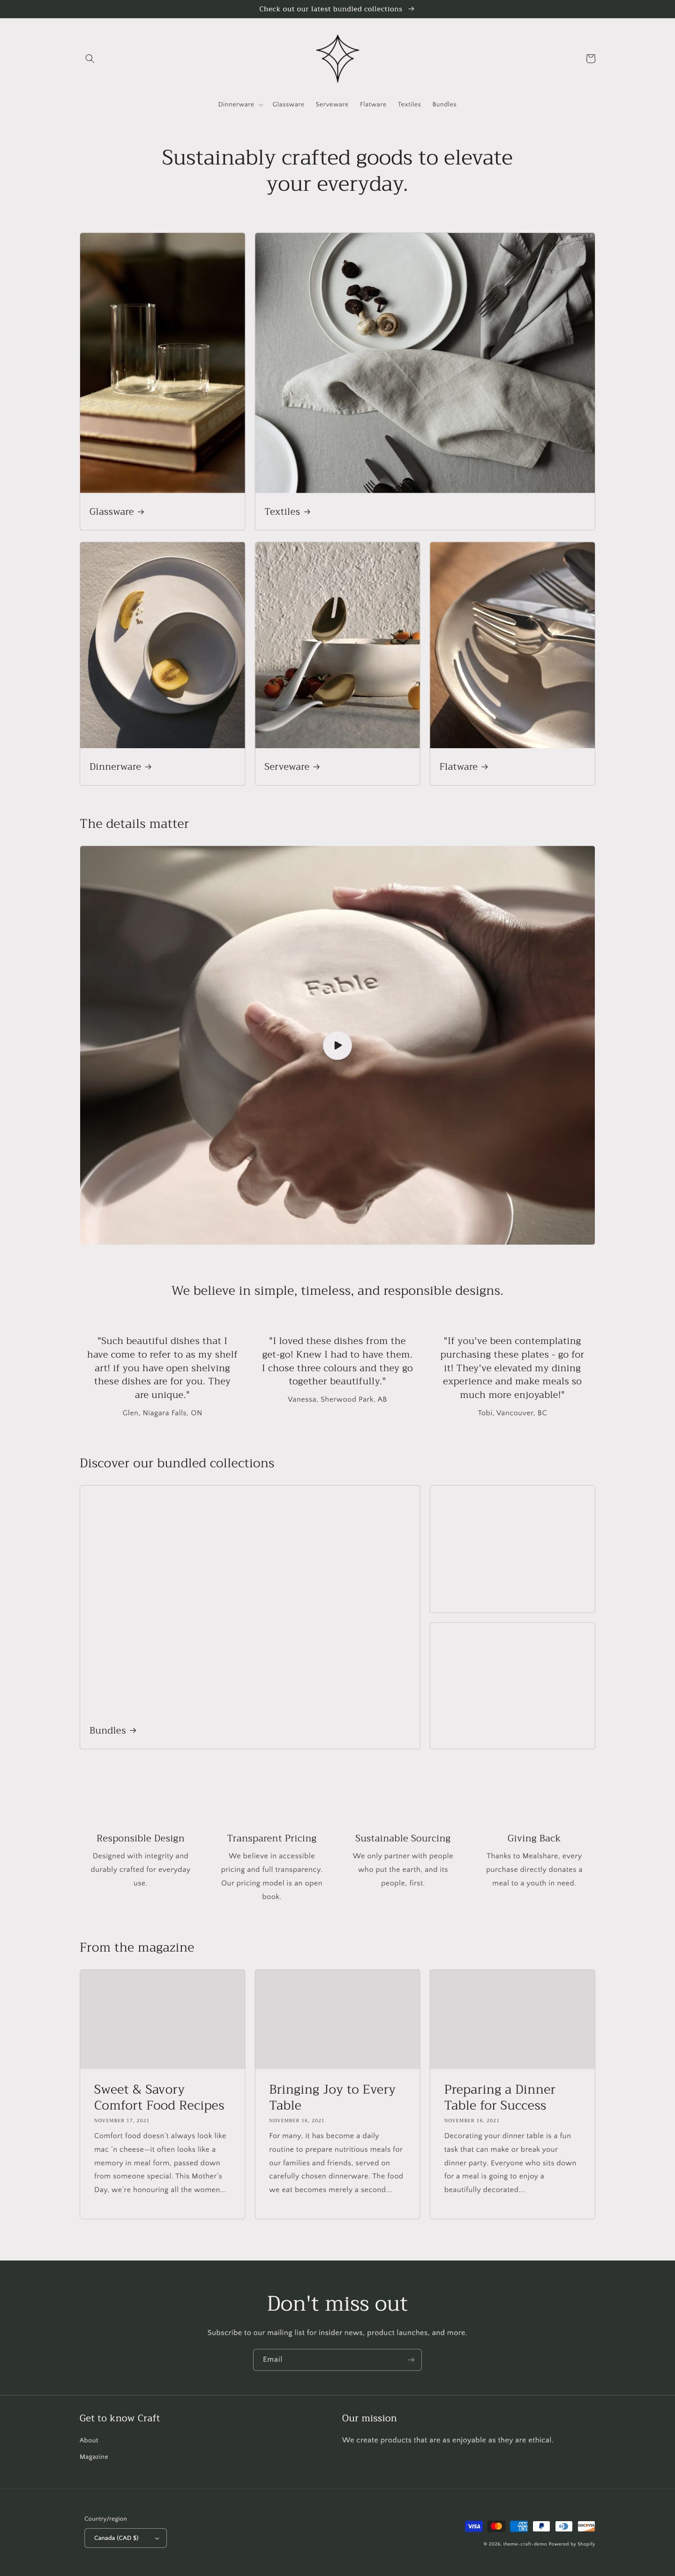 Check out our latest bundled collections
Dinnerware
Glassware
Serveware
Flatware
Textiles
Bundles
Sustainably crafted goods to elevate
your everyday.
Glassware
Textiles
Dinnerware
Serveware
Flatware
The details matter
Fable
We believe in simple, timeless, and responsible designs.
"Such beautiful dishes that I
have come to refer to as my shelf
art! if you have open shelving
these dishes are for you. They
are unique."
Glen, Niagara Falls, ON
"I loved these dishes from the
get-go! Knew I had to have them.
I chose three colours and they go
together beautifully."
Vanessa, Sherwood Park, AB
"If you've been contemplating
purchasing these plates - go for
it! They've elevated my dining
experience and make meals so
much more enjoyable!"
Tobi, Vancouver, BC
Discover our bundled collections
Bundles
Responsible Design
Designed with integrity and
durably crafted for everyday
use.
Transparent Pricing
We believe in accessible
pricing and full transparency.
Our pricing model is an open
book.
Sustainable Sourcing
We only partner with people
who put the earth, and its
people, first.
Giving Back
Thanks to Mealshare, every
purchase directly donates a
meal to a youth in need.
From the magazine
Sweet & Savory
Comfort Food Recipes
NOVEMBER 17, 2021
Comfort food doesn't always look like
mac 'n cheese—it often looks like a
memory in meal form, passed down
from someone special. This Mother's
Day, we're honouring all the women...
Bringing Joy to Every
Table
NOVEMBER 16, 2021
For many, it has become a daily
routine to prepare nutritious meals for
our families and friends, served on
carefully chosen dinnerware. The food
we eat becomes merely a second...
Preparing a Dinner
Table for Success
NOVEMBER 16, 2021
Decorating your dinner table is a fun
task that can make or break your
dinner party. Everyone who sits down
for a meal is going to enjoy a
beautifully decorated...
Don't miss out
Subscribe to our mailing list for insider news, product launches, and more.
Email
Get to know Craft
About
Magazine
Our mission
We create products that are as enjoyable as they are ethical.
Country/region
Canada (CAD $)
VISA
DISCOVER
© 2026, theme-craft-demo Powered by Shopify